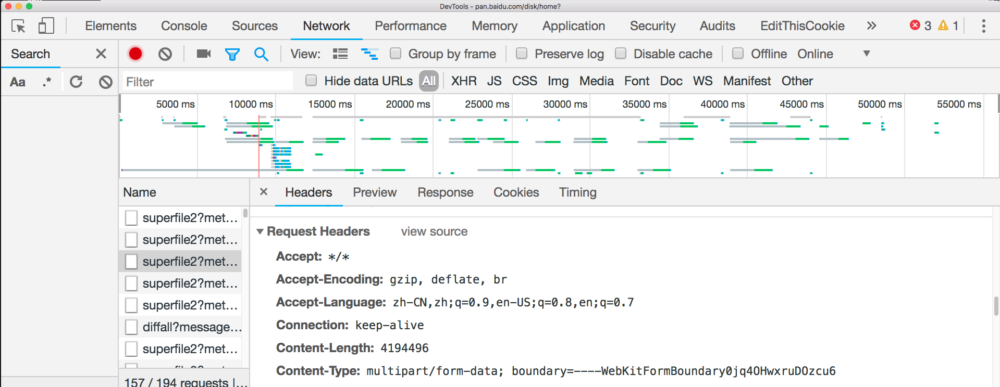 DevTools - pan.baidu.com/disk/home?
Elements Console Sources Network Performance Memory Application Security Audits EditThisCookie » 3 1
Search × View: Group by frame Preserve log Disable cache Offline Online ▼
Aa .* Filter Hide data URLs All XHR JS CSS Img Media Font Doc WS Manifest Other
5000 ms 10000 ms 15000 ms 20000 ms 25000 ms 30000 ms 35000 ms 40000 ms 45000 ms 50000 ms 55000 ms
Name × Headers Preview Response Cookies Timing
superfile2?met...
superfile2?met...
superfile2?met...
superfile2?met...
superfile2?met...
diffall?message...
superfile2?met...
157 / 194 requests |...
▼ Request Headers view source
Accept: */*
Accept-Encoding: gzip, deflate, br
Accept-Language: zh-CN,zh;q=0.9,en-US;q=0.8,en;q=0.7
Connection: keep-alive
Content-Length: 4194496
Content-Type: multipart/form-data; boundary=----WebKitFormBoundary0jq4OHwxruDOzcu6